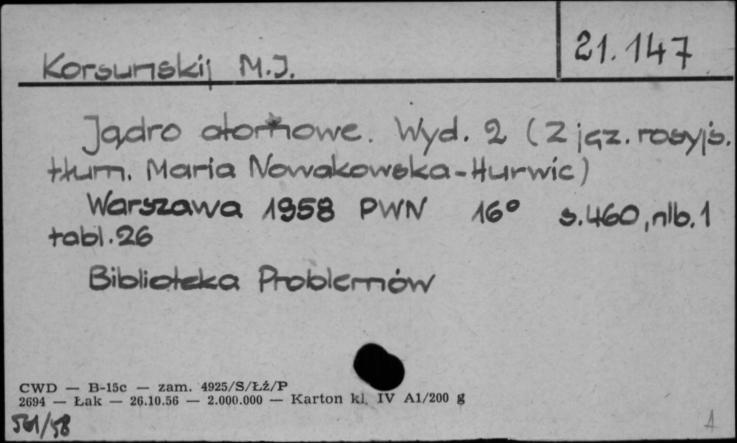 Korsunskij M.J.
21.147
Jądro atomowe. Wyd. 2 (Z jęz. rosyjs.
tłum. Maria Nowakowska-Hurwic)
Warszawa 1958 PWN 16° s.460, nlb.1
tabl.26
Biblioteka Problemów
CWD — B-15c — zam. 4925/S/Łź/P
2694 — Łak — 26.10.56 — 2.000.000 — Karton kl. IV A1/200 g
561/58